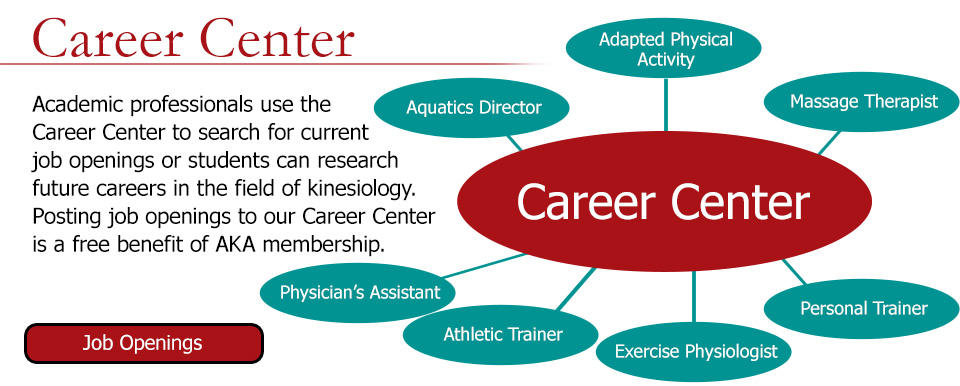 Career Center
Academic professionals use the
Career Center to search for current
job openings or students can research
future careers in the field of kinesiology.
Posting job openings to our Career Center
is a free benefit of AKA membership.
Job Openings
Adapted Physical
Activity
Aquatics Director
Massage Therapist
Career Center
Physician’s Assistant
Athletic Trainer
Exercise Physiologist
Personal Trainer